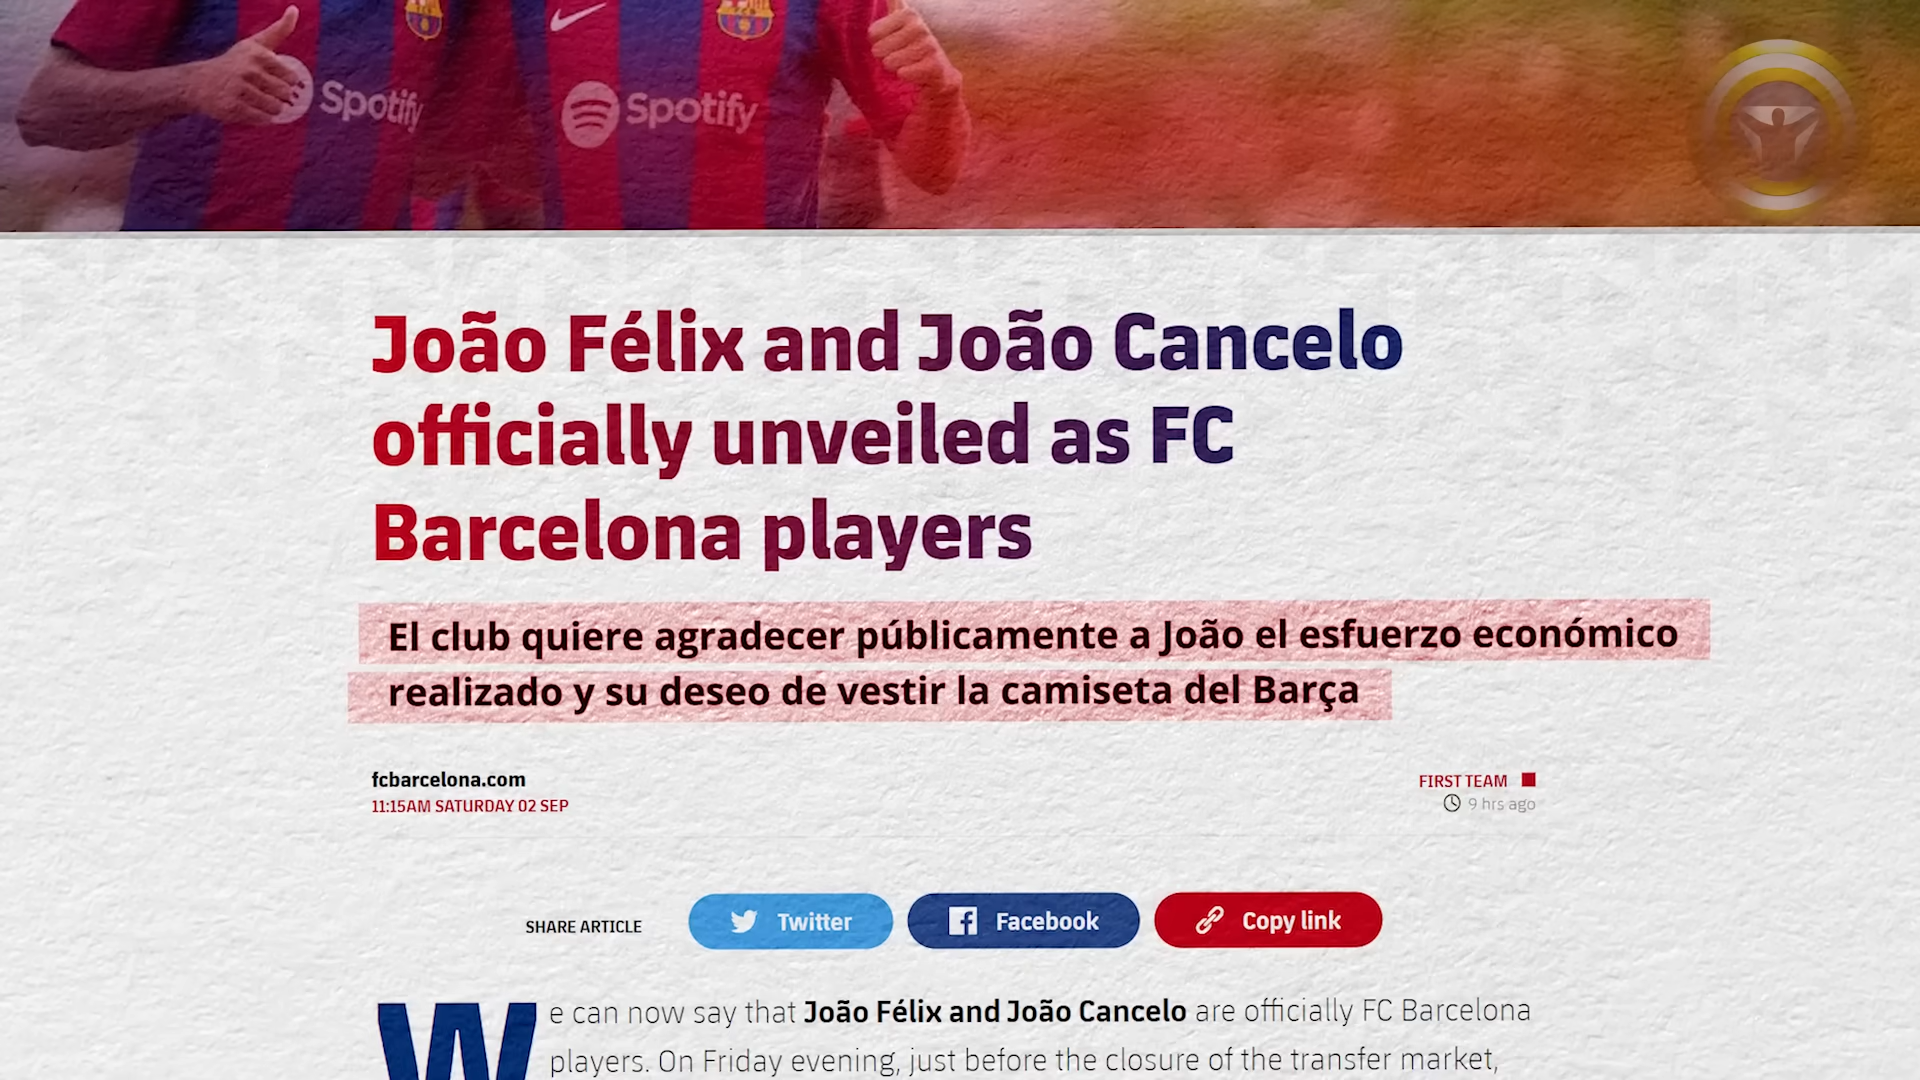 Spotify Spotify
João Félix and João Cancelo
officially unveiled as FC
Barcelona players
El club quiere agradecer públicamente a João el esfuerzo económico
realizado y su deseo de vestir la camiseta del Barça
fcbarcelona.com
11:15AM SATURDAY 02 SEP
FIRST TEAM
9 hrs ago
SHARE ARTICLE Twitter Facebook Copy link
We can now say that João Félix and João Cancelo are officially FC Barcelona
players. On Friday evening, just before the closure of the transfer market,